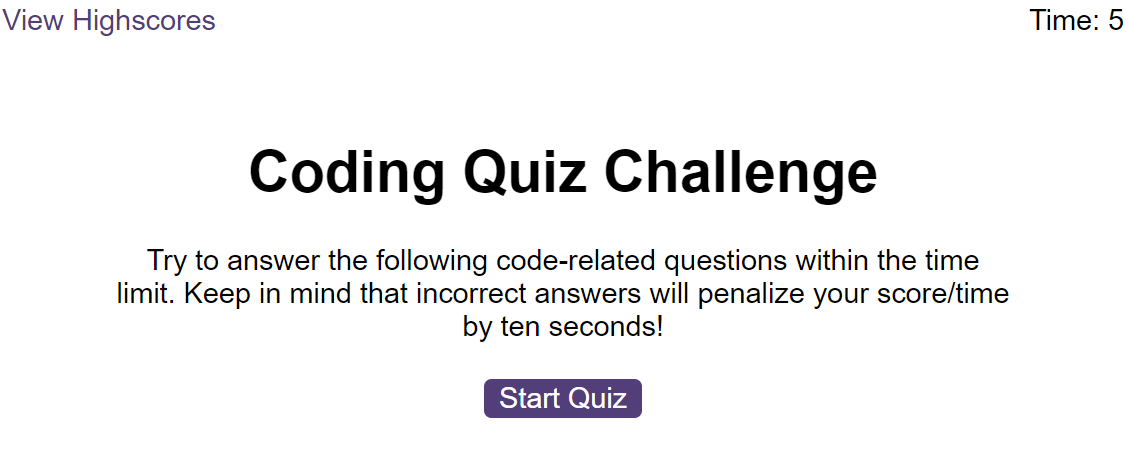 View Highscores
Time: 5
Coding Quiz Challenge
Try to answer the following code-related questions within the time
limit. Keep in mind that incorrect answers will penalize your score/time
by ten seconds!
Start Quiz